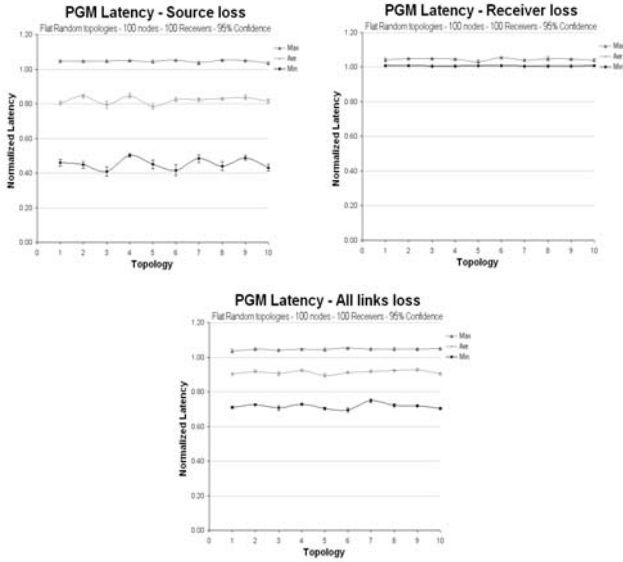 PGM Latency - Source loss
Flat Random topologies - 100 nodes - 100 Receivers - 95% Confidence
Normalized Latency
1.20
1.00
0.80
0.60
0.40
0.20
0.00
0 1 2 3 4 5 6 7 8 9 10
Topology
Max
Ave
Min
PGM Latency - Receiver loss
Flat Random topologies - 100 nodes - 100 Receivers - 95% Confidence
Normalized Latency
1.20
1.00
0.80
0.60
0.40
0.20
0.00
0 1 2 3 4 5 6 7 8 9 10
Topology
Max
Ave
Min
PGM Latency - All links loss
Flat Random topologies - 100 nodes - 100 Receivers - 95% Confidence
Normalized Latency
1.20
1.00
0.80
0.60
0.40
0.20
0.00
0 1 2 3 4 5 6 7 8 9 10
Topology
Max
Ave
Min